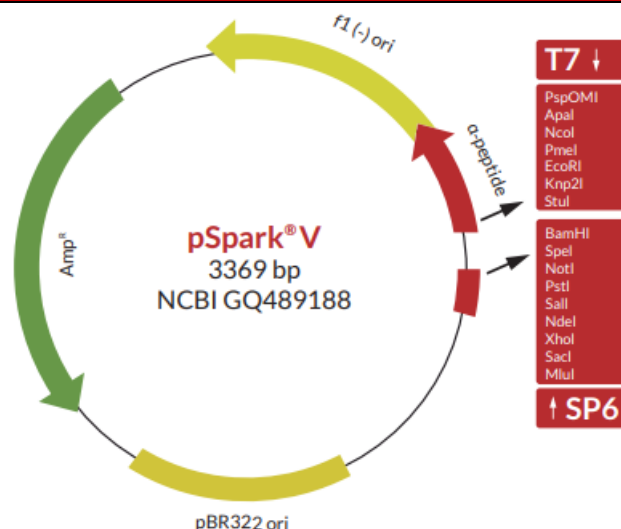 f1 (-) ori
α-peptide
AmpR
pSpark® V
3369 bp
NCBI GQ489188
pBR322 ori
T7 ↓
PspOMI
ApaI
NcoI
PmeI
EcoRI
Knp2I
StuI
BamHI
SpeI
NotI
PstI
SalI
NdeI
XhoI
SacI
MluI
↑ SP6